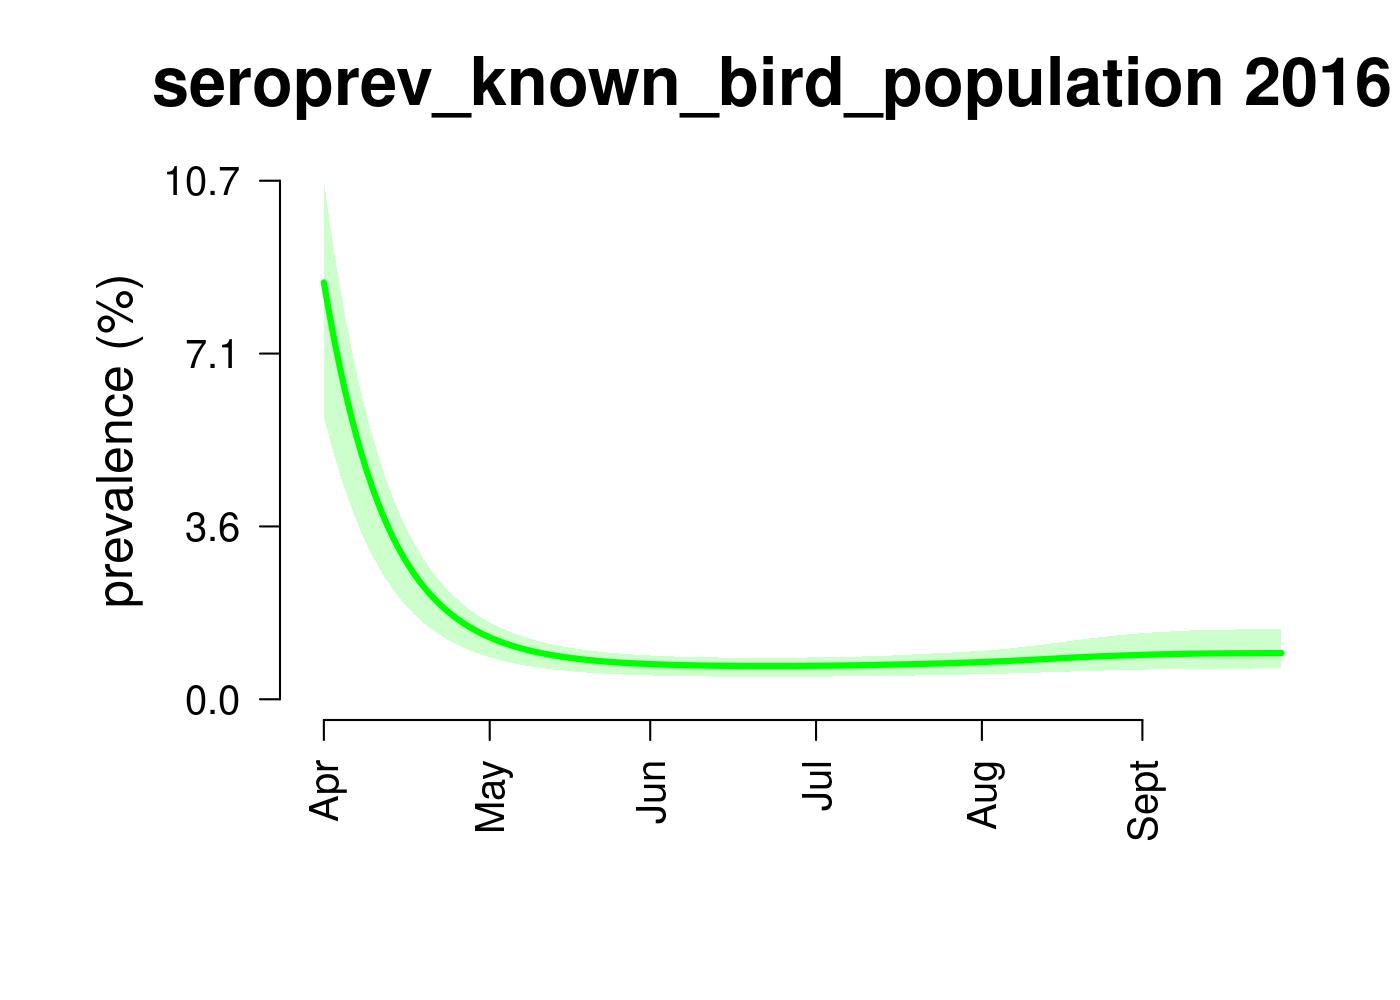 seroprev_known_bird_population 2016
10.7
7.1
3.6
0.0
prevalence (%)
Apr
May
Jun
Jul
Aug
Sept